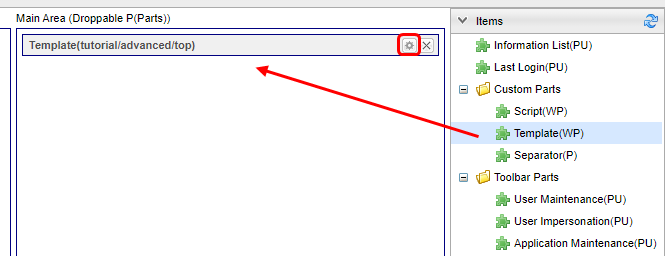 Main Area (Droppable P(Parts))
Template(tutorial/advanced/top)
Items
Information List(PU)
Last Login(PU)
Custom Parts
Script(WP)
Template(WP)
Separator(P)
Toolbar Parts
User Maintenance(PU)
User Impersonation(PU)
Application Maintenance(PU)